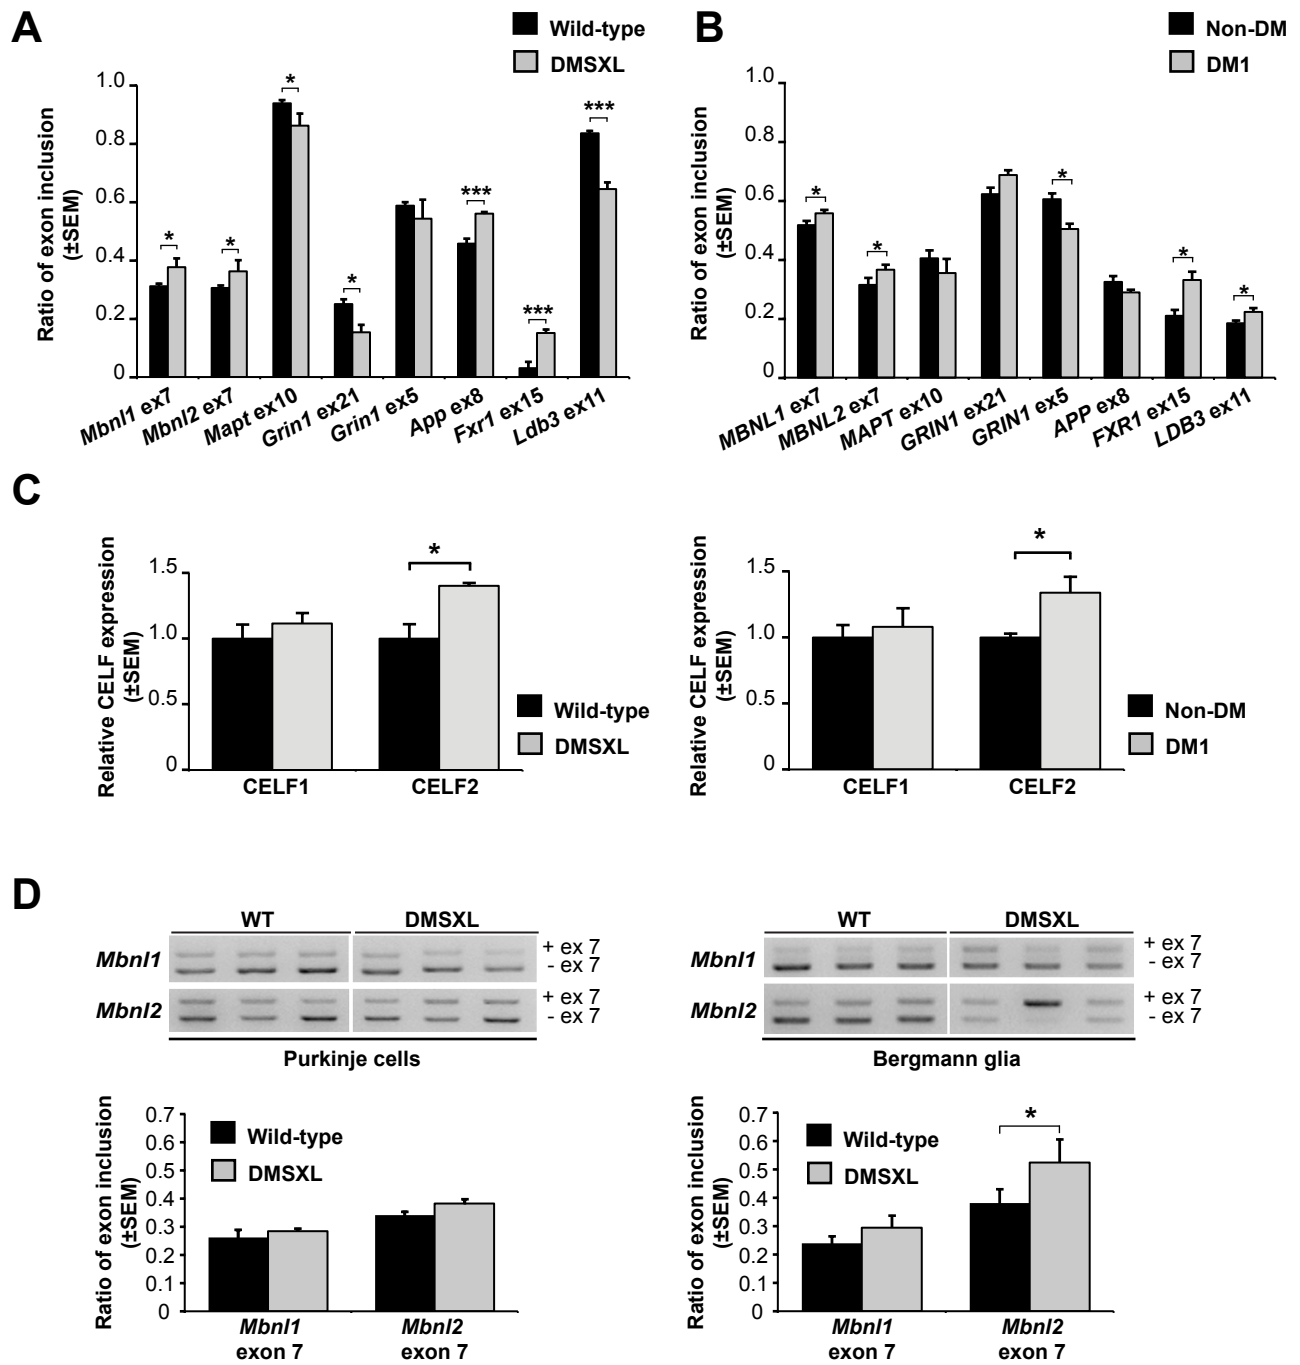 A
Wild-type
DMSXL
Ratio of exon inclusion
(±SEM)
1.0
0.8
0.6
0.4
0.2
0
*
*
*
*
***
***
***
Mbnl1 ex7
Mbnl2 ex7
Mapt ex10
Grin1 ex21
Grin1 ex5
App ex8
Fxr1 ex15
Ldb3 ex11
B
Non-DM
DM1
Ratio of exon inclusion
(±SEM)
1.0
0.8
0.6
0.4
0.2
0
*
*
*
*
*
MBNL1 ex7
MBNL2 ex7
MAPT ex10
GRIN1 ex21
GRIN1 ex5
APP ex8
FXR1 ex15
LDB3 ex11
C
Relative CELF expression
(±SEM)
1.5
1.0
0.5
0
*
Wild-type
DMSXL
CELF1
CELF2
Relative CELF expression
(±SEM)
1.5
1.0
0.5
0
*
Non-DM
DM1
CELF1
CELF2
D
WT
DMSXL
Mbnl1
+ ex 7
- ex 7
Mbnl2
+ ex 7
- ex 7
Purkinje cells
WT
DMSXL
Mbnl1
+ ex 7
- ex 7
Mbnl2
+ ex 7
- ex 7
Bergmann glia
Ratio of exon inclusion
(±SEM)
0.7
0.6
0.5
0.4
0.3
0.2
0.1
0
Wild-type
DMSXL
Mbnl1
exon 7
Mbnl2
exon 7
Ratio of exon inclusion
(±SEM)
0.7
0.6
0.5
0.4
0.3
0.2
0.1
0
Wild-type
DMSXL
*
Mbnl1
exon 7
Mbnl2
exon 7